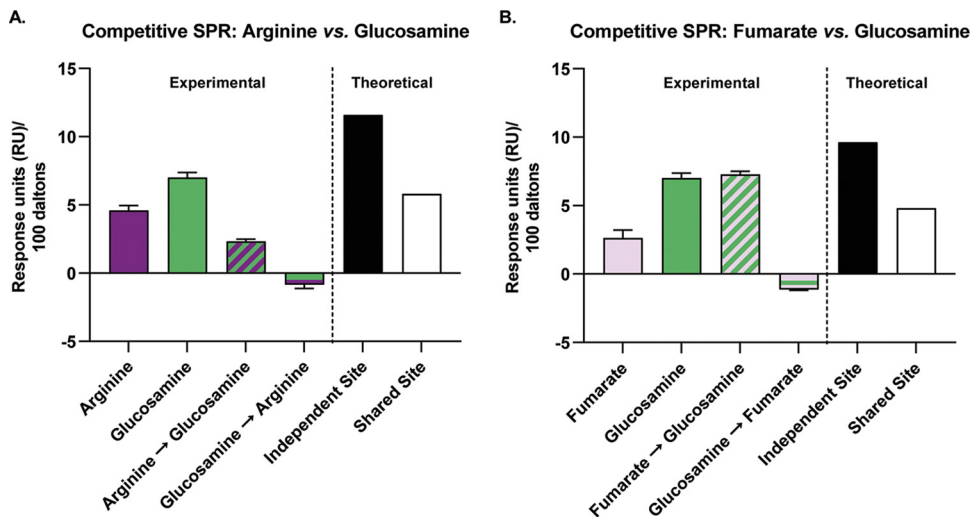 A.
Competitive SPR: Arginine vs. Glucosamine
Experimental
Theoretical
Response units (RU)/
100 daltons
15
10
5
0
-5
Arginine
Glucosamine
Arginine → Glucosamine
Glucosamine → Arginine
Independent Site
Shared Site
B.
Competitive SPR: Fumarate vs. Glucosamine
Experimental
Theoretical
Response units (RU)/
100 daltons
15
10
5
0
-5
Fumarate
Glucosamine
Fumarate → Glucosamine
Glucosamine → Fumarate
Independent Site
Shared Site